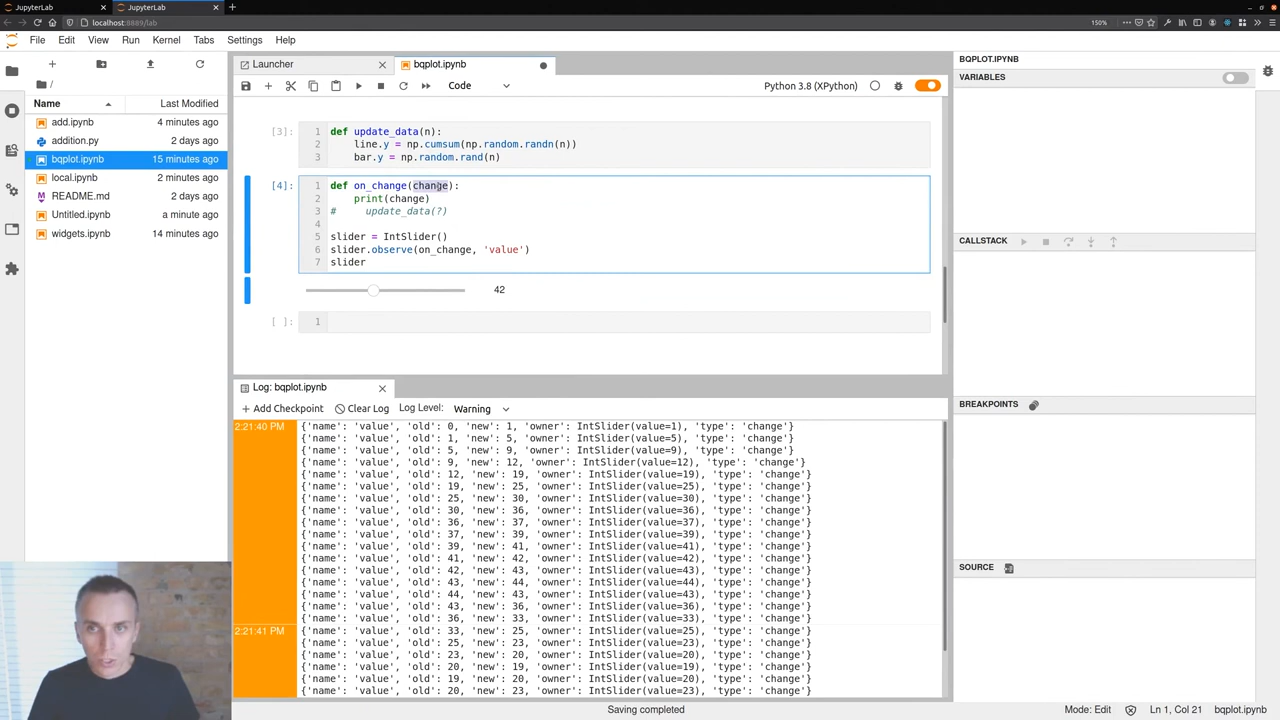 JupyterLab
JupyterLab
localhost:8889/lab
150%
File Edit View Run Kernel Tabs Settings Help
/
Name Last Modified
add.ipynb 4 minutes ago
addition.py 2 days ago
bqplot.ipynb 15 minutes ago
local.ipynb 2 minutes ago
README.md 2 days ago
Untitled.ipynb a minute ago
widgets.ipynb 14 minutes ago
Launcher
bqplot.ipynb
Code
Python 3.8 (XPython)
[3]:
1 def update_data(n):
2 line.y = np.cumsum(np.random.randn(n))
3 bar.y = np.random.rand(n)
[4]:
1 def on_change(change):
2 print(change)
3 # update_data(?)
4
5 slider = IntSlider()
6 slider.observe(on_change, 'value')
7 slider
42
[ ]: 1
Log: bqplot.ipynb
+ Add Checkpoint Clear Log Log Level: Warning
2:21:40 PM {'name': 'value', 'old': 0, 'new': 1, 'owner': IntSlider(value=1), 'type': 'change'}
{'name': 'value', 'old': 1, 'new': 5, 'owner': IntSlider(value=5), 'type': 'change'}
{'name': 'value', 'old': 5, 'new': 9, 'owner': IntSlider(value=9), 'type': 'change'}
{'name': 'value', 'old': 9, 'new': 12, 'owner': IntSlider(value=12), 'type': 'change'}
{'name': 'value', 'old': 12, 'new': 19, 'owner': IntSlider(value=19), 'type': 'change'}
{'name': 'value', 'old': 19, 'new': 25, 'owner': IntSlider(value=25), 'type': 'change'}
{'name': 'value', 'old': 25, 'new': 30, 'owner': IntSlider(value=30), 'type': 'change'}
{'name': 'value', 'old': 30, 'new': 36, 'owner': IntSlider(value=36), 'type': 'change'}
{'name': 'value', 'old': 36, 'new': 37, 'owner': IntSlider(value=37), 'type': 'change'}
{'name': 'value', 'old': 37, 'new': 39, 'owner': IntSlider(value=39), 'type': 'change'}
{'name': 'value', 'old': 39, 'new': 41, 'owner': IntSlider(value=41), 'type': 'change'}
{'name': 'value', 'old': 41, 'new': 42, 'owner': IntSlider(value=42), 'type': 'change'}
{'name': 'value', 'old': 42, 'new': 43, 'owner': IntSlider(value=43), 'type': 'change'}
{'name': 'value', 'old': 43, 'new': 44, 'owner': IntSlider(value=44), 'type': 'change'}
{'name': 'value', 'old': 44, 'new': 43, 'owner': IntSlider(value=43), 'type': 'change'}
{'name': 'value', 'old': 43, 'new': 36, 'owner': IntSlider(value=36), 'type': 'change'}
{'name': 'value', 'old': 36, 'new': 33, 'owner': IntSlider(value=33), 'type': 'change'}
2:21:41 PM {'name': 'value', 'old': 33, 'new': 25, 'owner': IntSlider(value=25), 'type': 'change'}
{'name': 'value', 'old': 25, 'new': 23, 'owner': IntSlider(value=23), 'type': 'change'}
{'name': 'value', 'old': 23, 'new': 20, 'owner': IntSlider(value=20), 'type': 'change'}
{'name': 'value', 'old': 20, 'new': 19, 'owner': IntSlider(value=19), 'type': 'change'}
{'name': 'value', 'old': 19, 'new': 20, 'owner': IntSlider(value=20), 'type': 'change'}
{'name': 'value', 'old': 20, 'new': 23, 'owner': IntSlider(value=23), 'type': 'change'}
BQPLOT.IPYNB
VARIABLES
CALLSTACK
BREAKPOINTS
SOURCE
Saving completed
Mode: Edit
Ln 1, Col 21 bqplot.ipynb